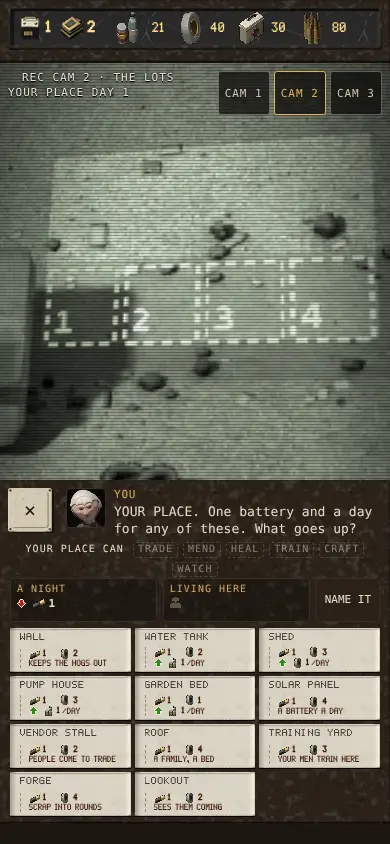 1 2 21 40 30 80
REC CAM 2 · THE LOTS
YOUR PLACE DAY 1
CAM 1 CAM 2 CAM 3
1 2 3 4
×
YOU
YOUR PLACE. One battery and a day
for any of these. What goes up?
YOUR PLACE CAN TRADE MEND HEAL TRAIN CRAFT
WATCH
A NIGHT
1
LIVING HERE
NAME IT
WALL
1 2
KEEPS THE HOGS OUT
WATER TANK
1 2
1/DAY
SHED
1 3
1/DAY
PUMP HOUSE
1 3
1/DAY
GARDEN BED
1 1
1/DAY
SOLAR PANEL
1 4
A BATTERY A DAY
VENDOR STALL
1 2
PEOPLE COME TO TRADE
ROOF
1 4
A FAMILY, A BED
TRAINING YARD
1 3
YOUR MEN TRAIN HERE
FORGE
1 4
SCRAP INTO ROUNDS
LOOKOUT
1 2
SEES THEM COMING